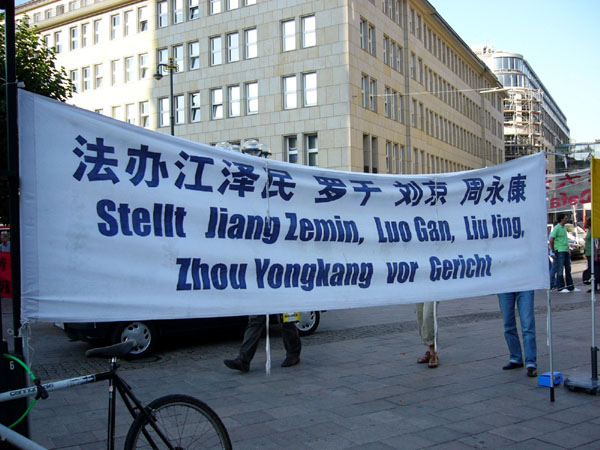 法办江泽民 罗干 刘京 周永康
Stellt Jiang Zemin, Luo Gan, Liu Jing,
Zhou Yongkang vor Gericht